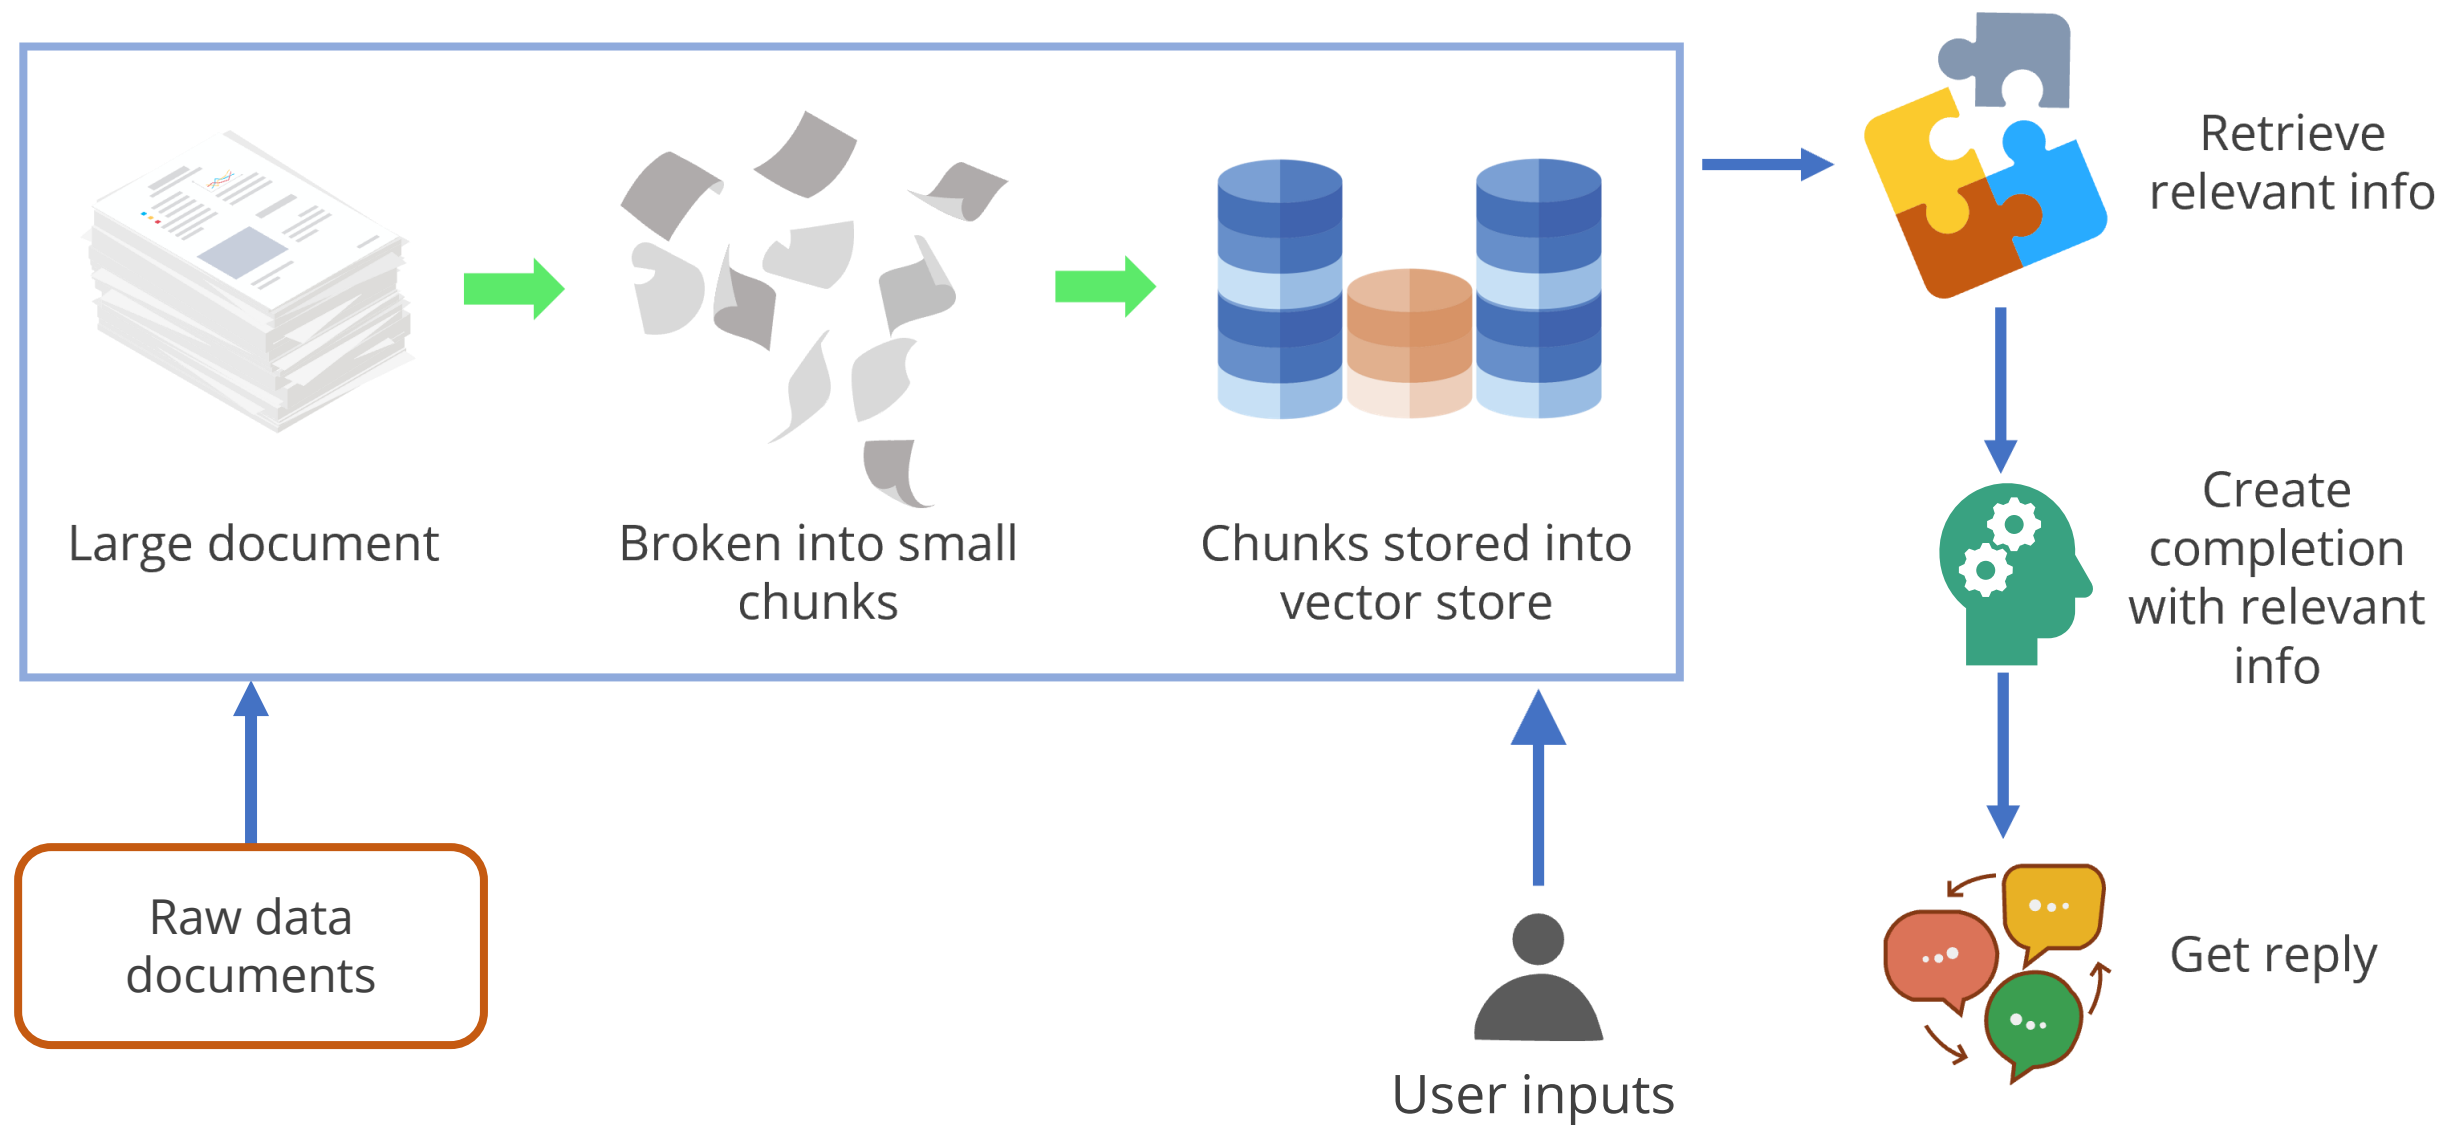 Large document
Broken into small
chunks
Chunks stored into
vector store
Retrieve
relevant info
Create
completion
with relevant
info
Get reply
Raw data
documents
User inputs